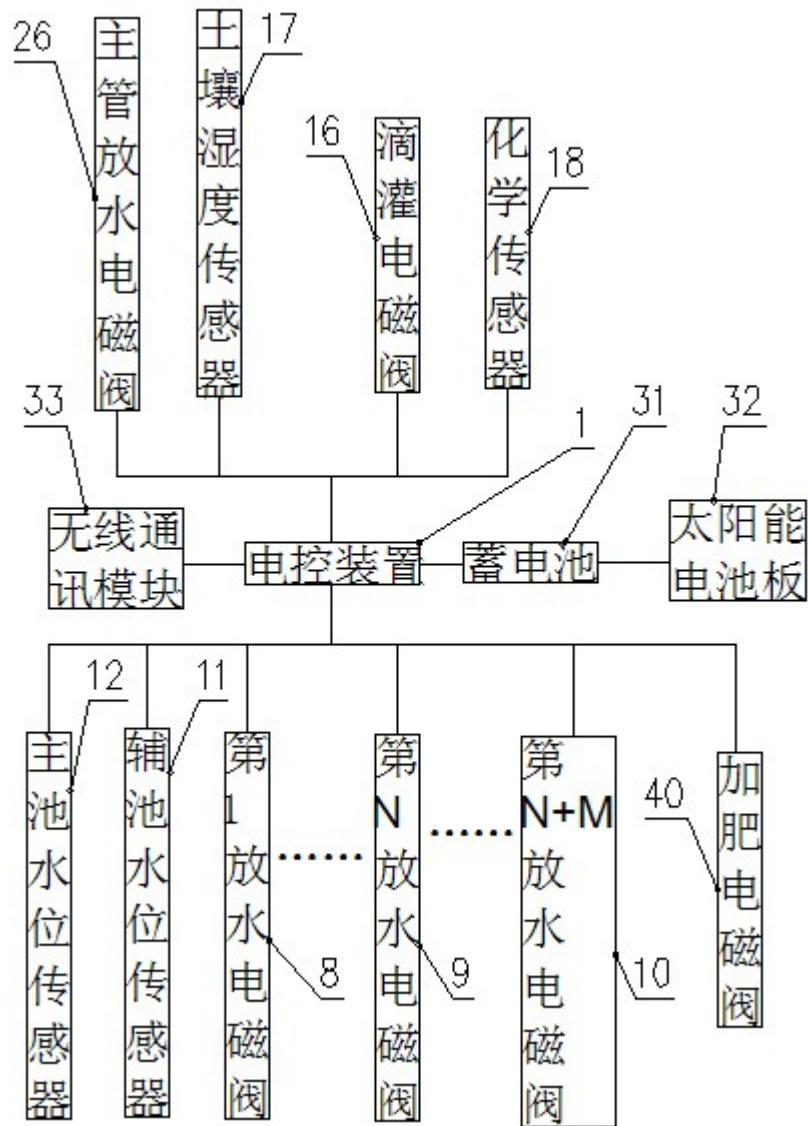 26
主管放水电磁阀
土壤湿度传感器
17
16
滴灌电磁阀
化学传感器
18
33
无线通
讯模块
1
电控装置
31
蓄电池
32
太阳能
电池板
12
主池水位传感器
11
辅池水位传感器
第1放水电磁阀
8
……
第N放水电磁阀
9
……
第N+M放水电磁阀
10
40
加肥电磁阀